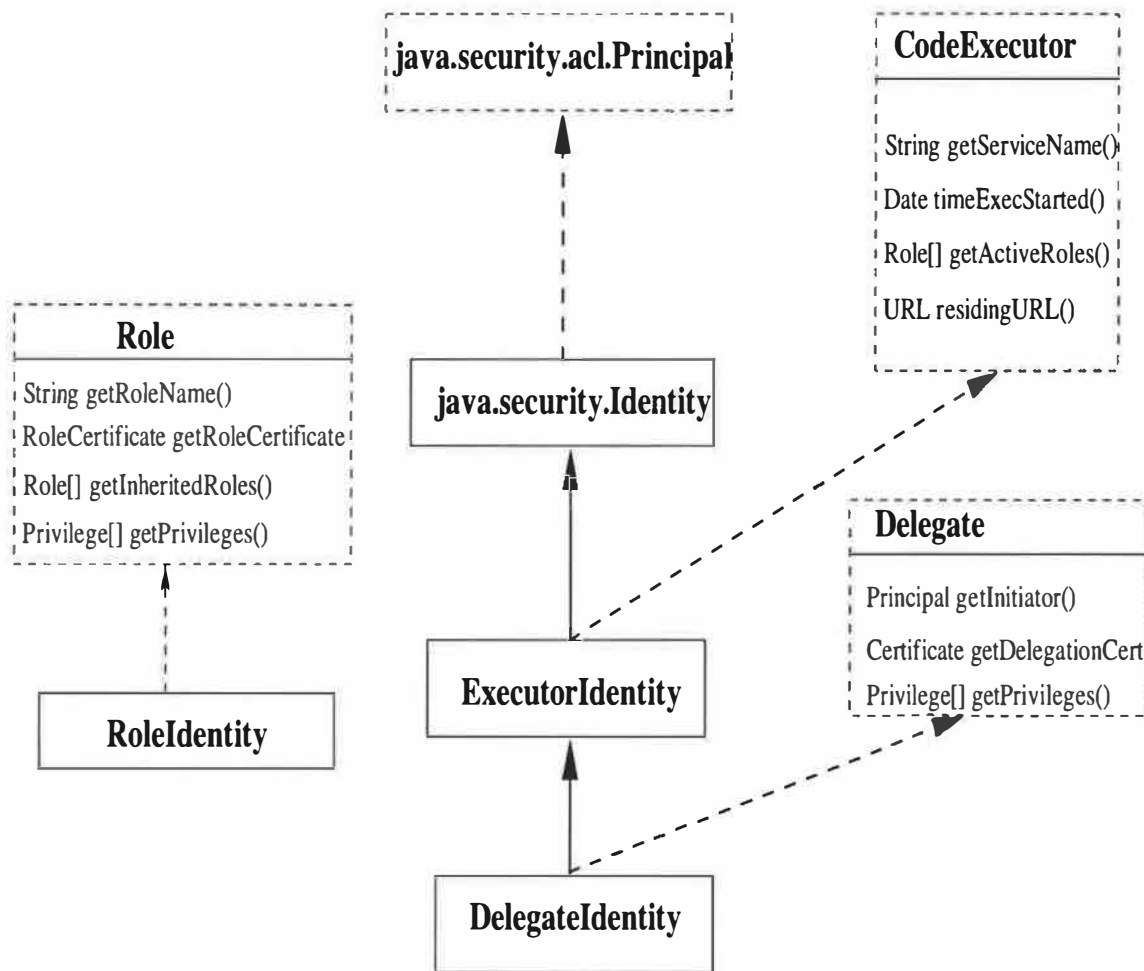 java.security.acl.Principal
CodeExecutor
String getServiceName()
Date timeExecStarted()
Role[] getActiveRoles()
URL residingURL()
Role
String getRoleName()
RoleCertificate getRoleCertificate
Role[] getInheritedRoles()
Privilege[] getPrivileges()
java.security.Identity
Delegate
Principal getInitiator()
Certificate getDelegationCert
Privilege[] getPrivileges()
ExecutorIdentity
RoleIdentity
DelegateIdentity